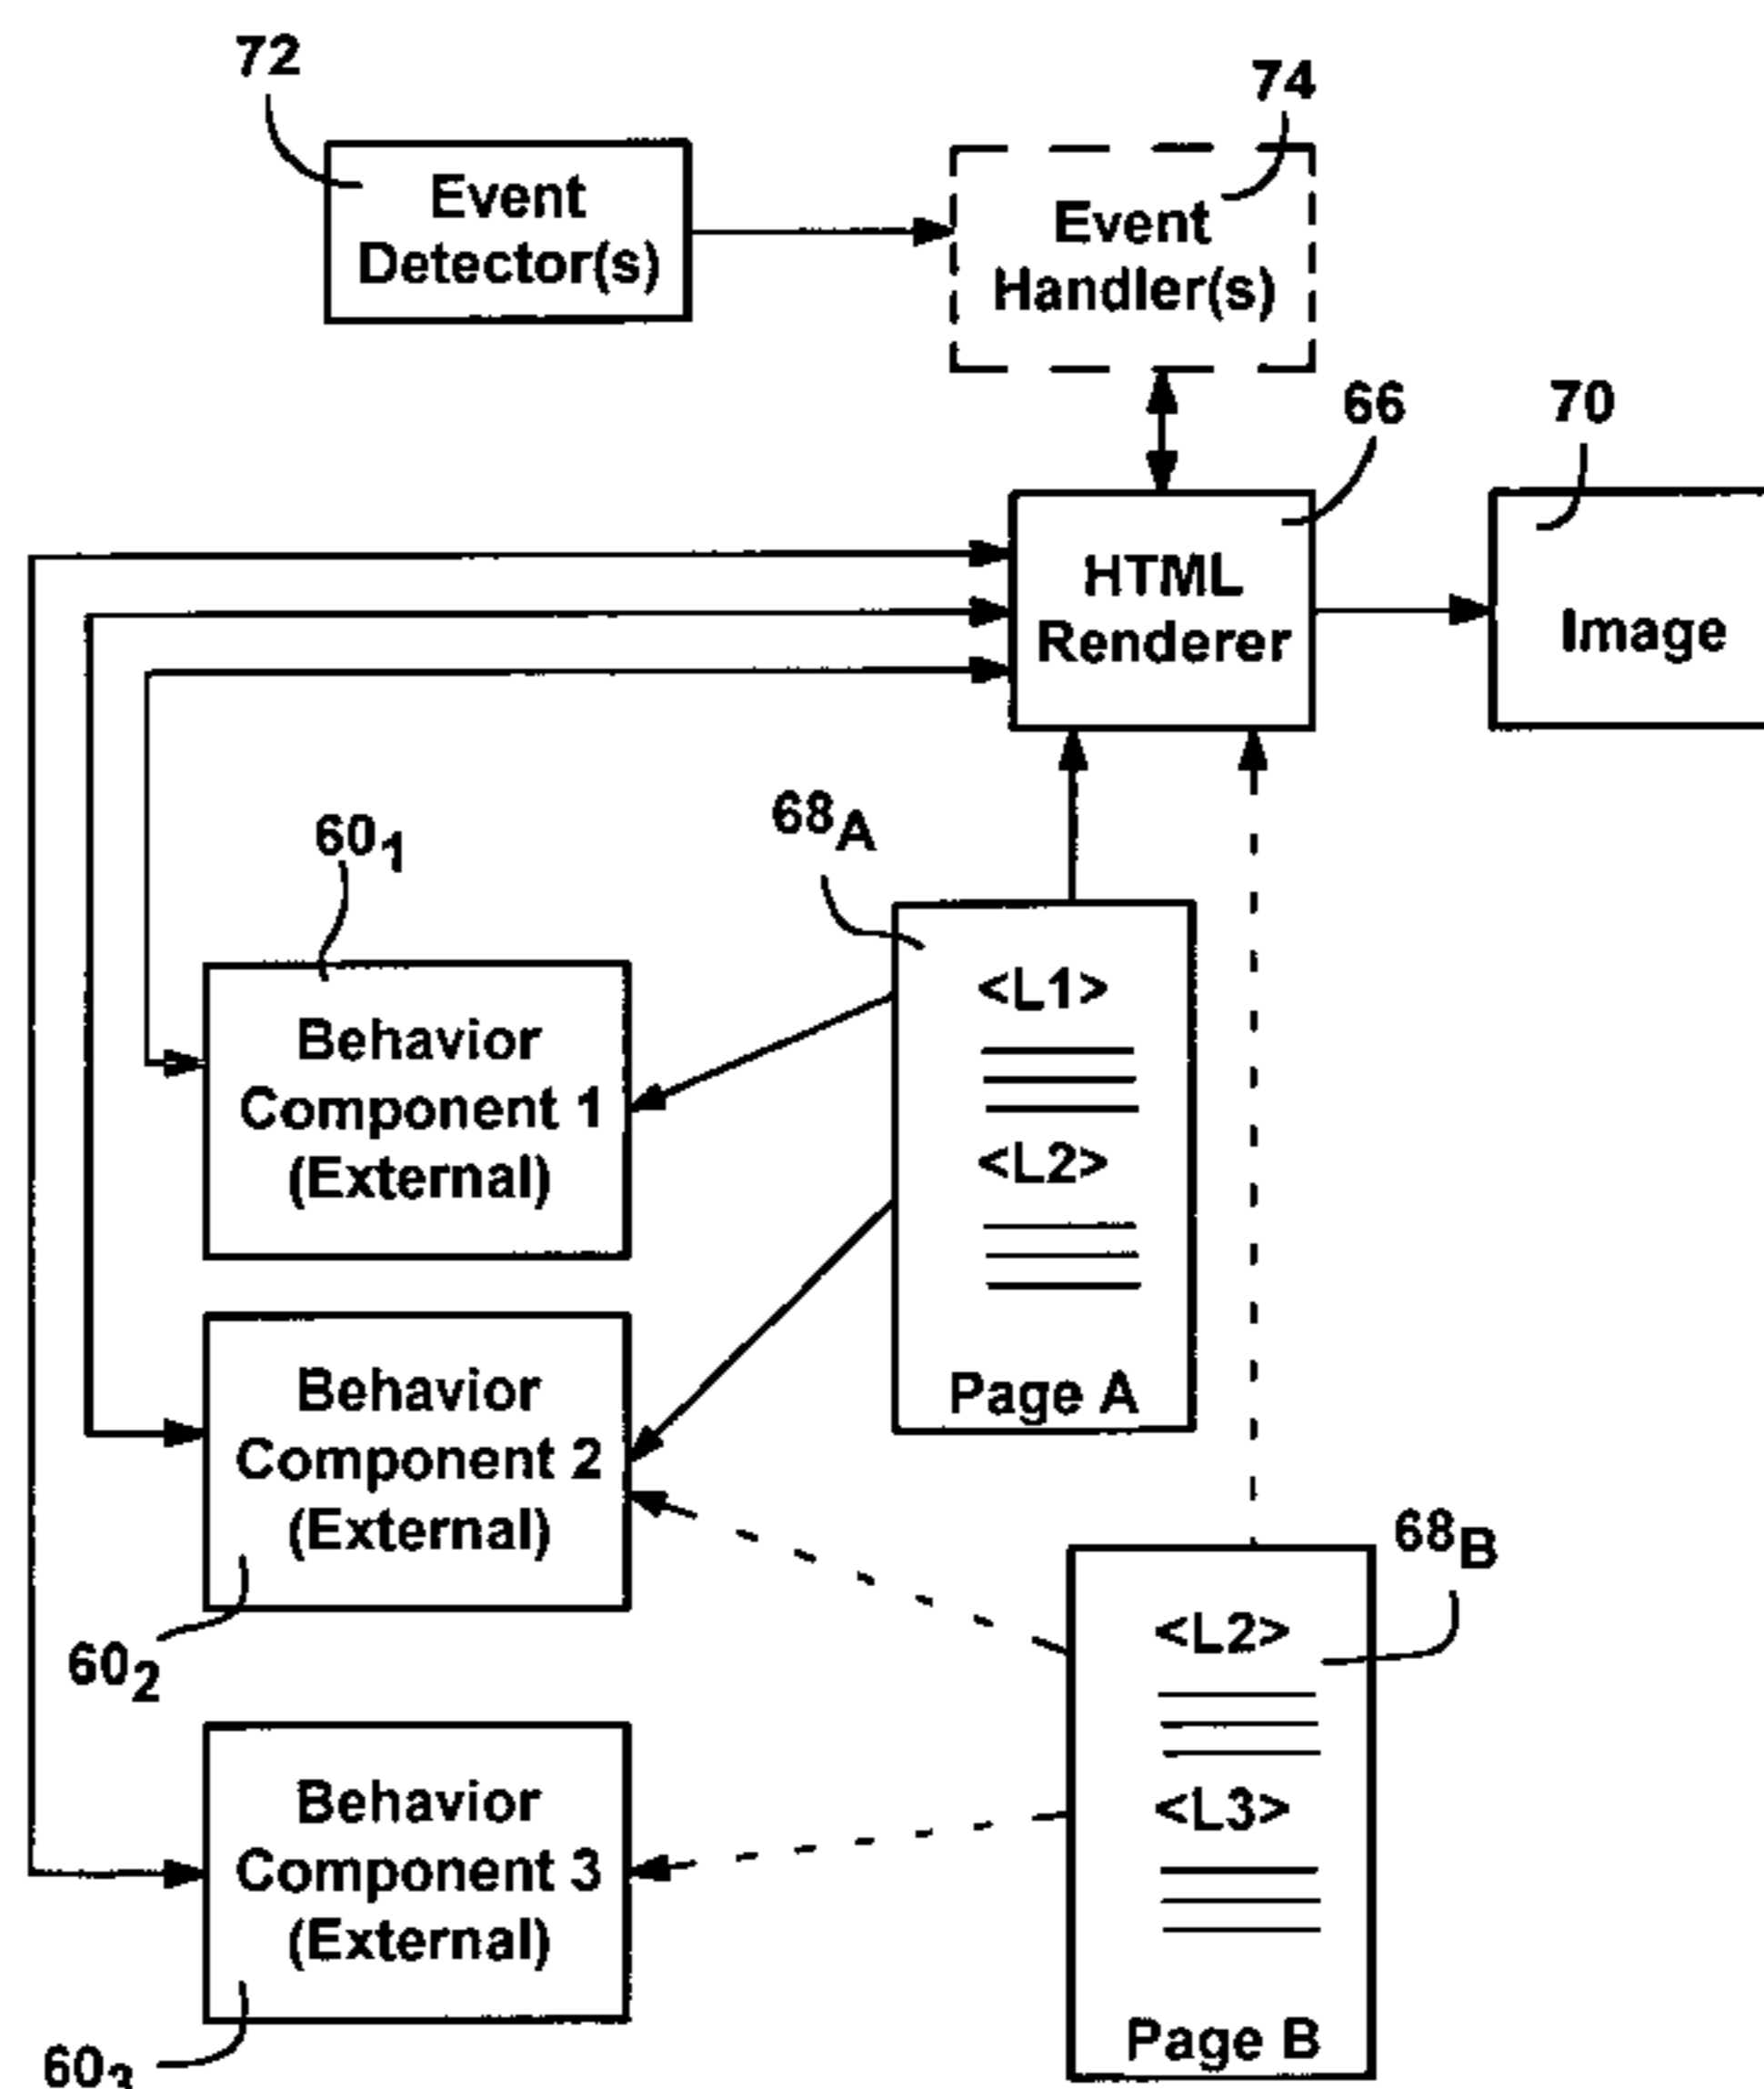 72
74
Event
Detector(s)
Event
Handler(s)
66
70
HTML
Renderer
Image
60₁
68A
Behavior
Component 1
(External)
<L1>
<L2>
Page A
Behavior
Component 2
(External)
60₂
68B
<L2>
<L3>
Page B
Behavior
Component 3
(External)
60₃